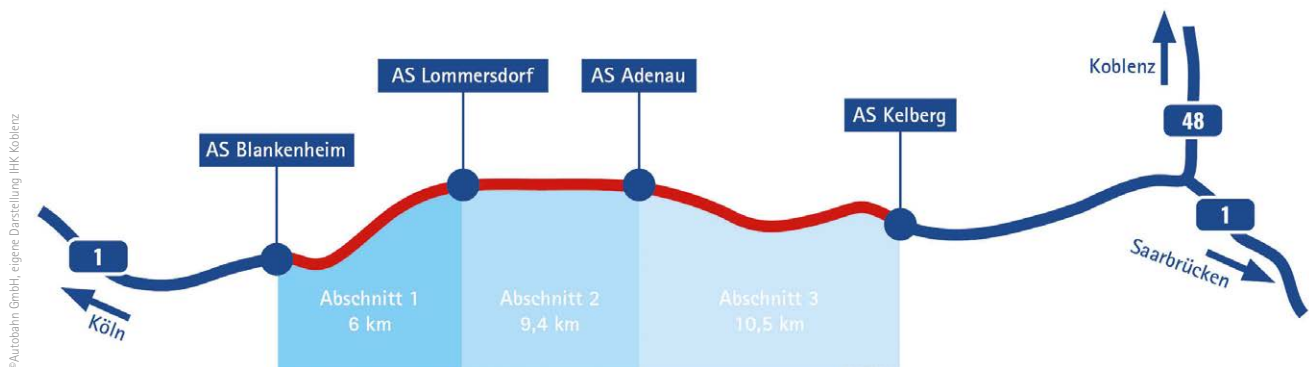 Koblenz
AS Lommersdorf
AS Adenau
AS Kelberg
48
AS Blankenheim
1
1
Saarbrücken
Köln
Abschnitt 1
6 km
Abschnitt 2
9,4 km
Abschnitt 3
10,5 km
©Autobahn GmbH, eigene Darstellung IHK Koblenz